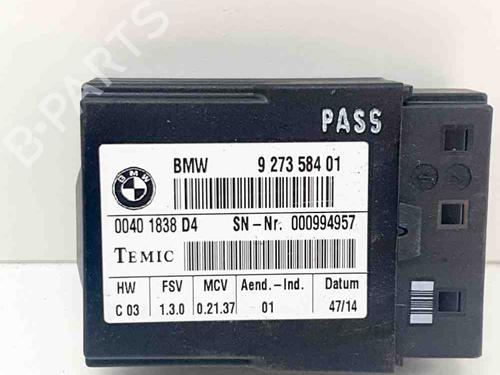 B-PARTS
PASS
BMW
BMW 9 273 584 01
0040 1838 D4 SN-Nr. 000994957
TEMIC
HW FSV MCV Aend.-Ind. Datum
C 03 1.3.0 0.21.37 01 47/14